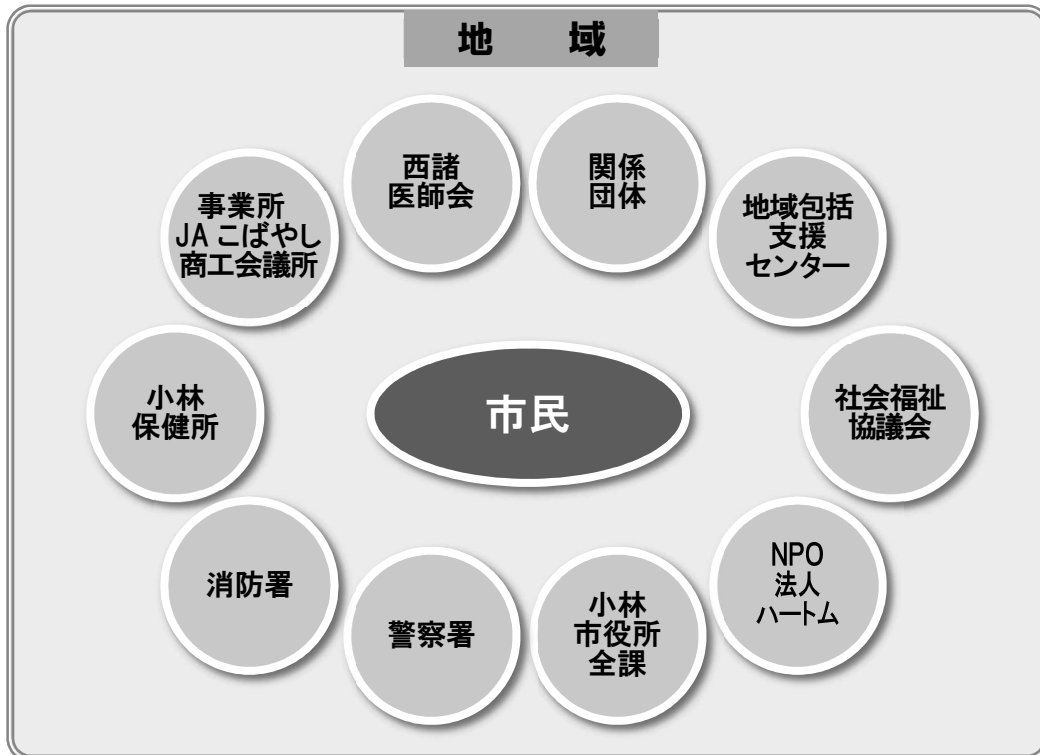 地　域
西諸
医師会
関係
団体
事業所
JAこばやし
商工会議所
地域包括
支援
センター
小林
保健所
市民
社会福祉
協議会
消防署
警察署
小林
市役所
全課
NPO
法人
ハートム